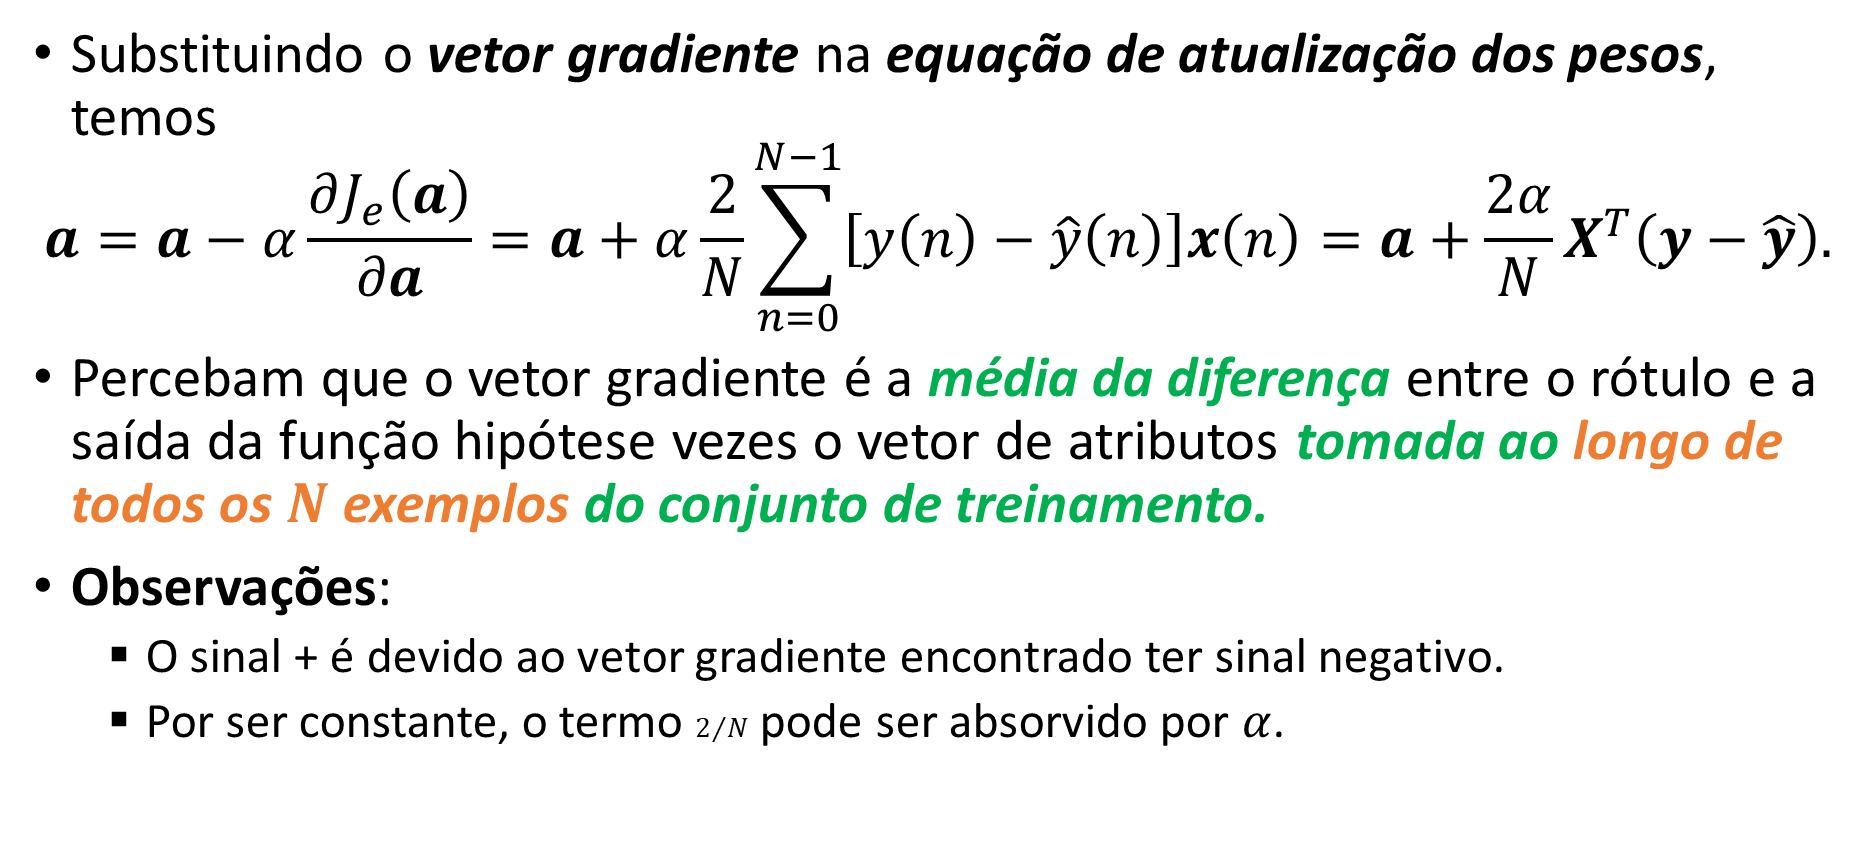 • Substituindo o vetor gradiente na equação de atualização dos pesos,
temos
𝒂 = 𝒂 − α ∂J_e(𝒂)/∂𝒂 = 𝒂 + α 2/N ∑_{n=0}^{N−1} [y(n) − ŷ(n)]𝒙(n) = 𝒂 + 2α/N 𝑿^T(𝒚 − 𝒚̂).
• Percebam que o vetor gradiente é a média da diferença entre o rótulo e a
saída da função hipótese vezes o vetor de atributos tomada ao longo de
todos os N exemplos do conjunto de treinamento.
• Observações:
▪ O sinal + é devido ao vetor gradiente encontrado ter sinal negativo.
▪ Por ser constante, o termo 2/N pode ser absorvido por α.